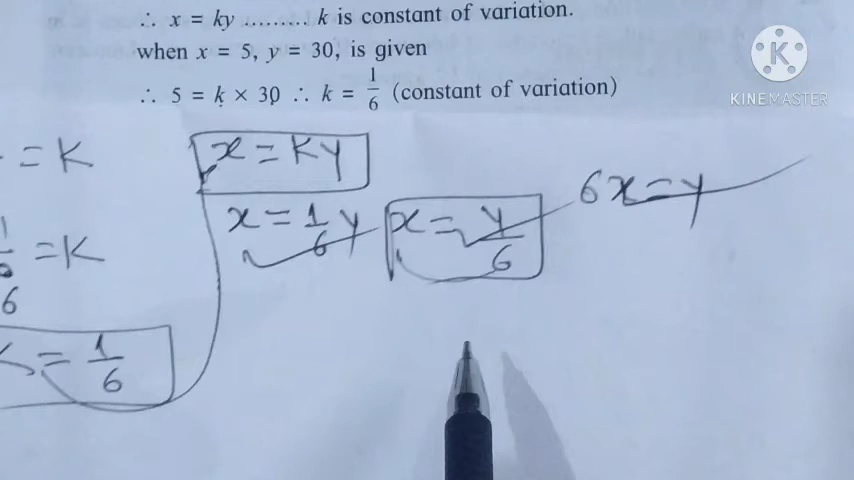 ∴ x = ky ......... k is constant of variation.
when x = 5, y = 30, is given
∴ 5 = k × 30 ∴ k = 1/6 (constant of variation)
K
KINEMASTER
= K
x = Ky
6x = y
x = 1/6 y
x = y/6
= K
6
K = 1/6